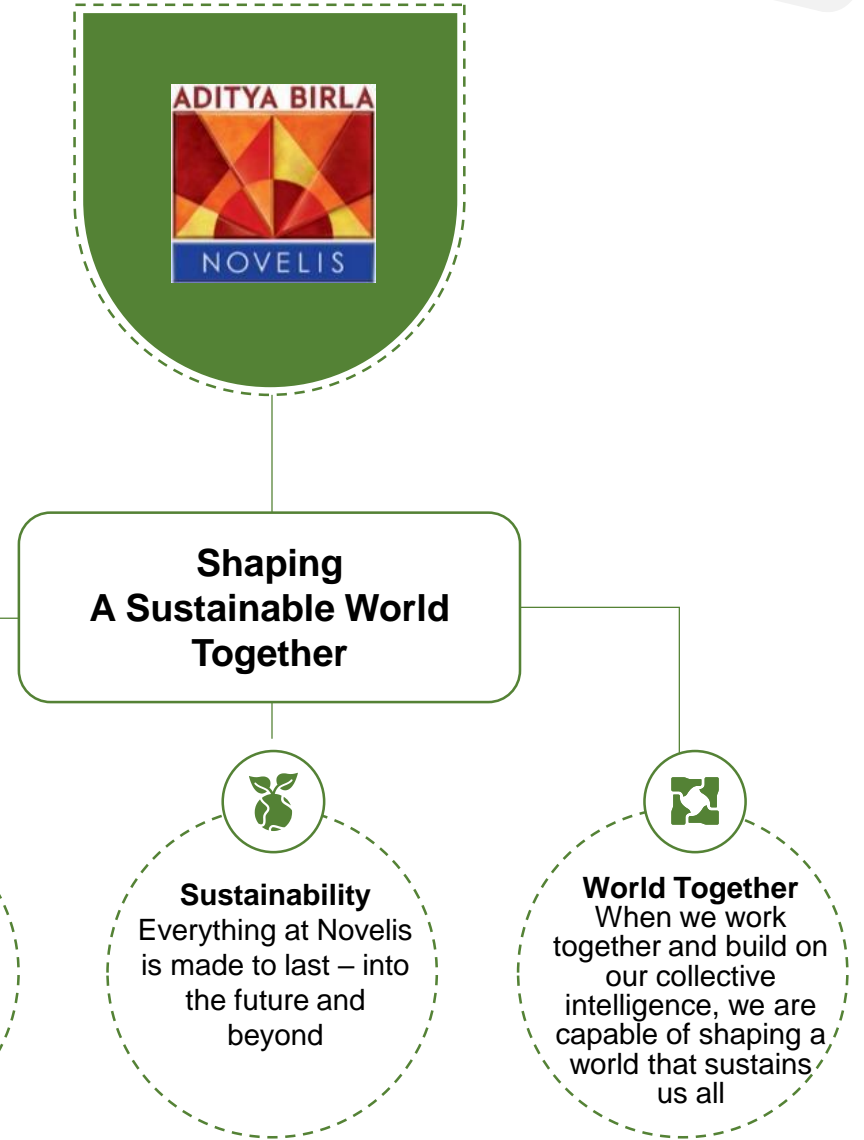 ADITYA BIRLA
NOVELIS
Shaping
A Sustainable World
Together
Sustainability
Everything at Novelis
is made to last – into
the future and
beyond
World Together
When we work
together and build on
our collective
intelligence, we are
capable of shaping a
world that sustains
us all